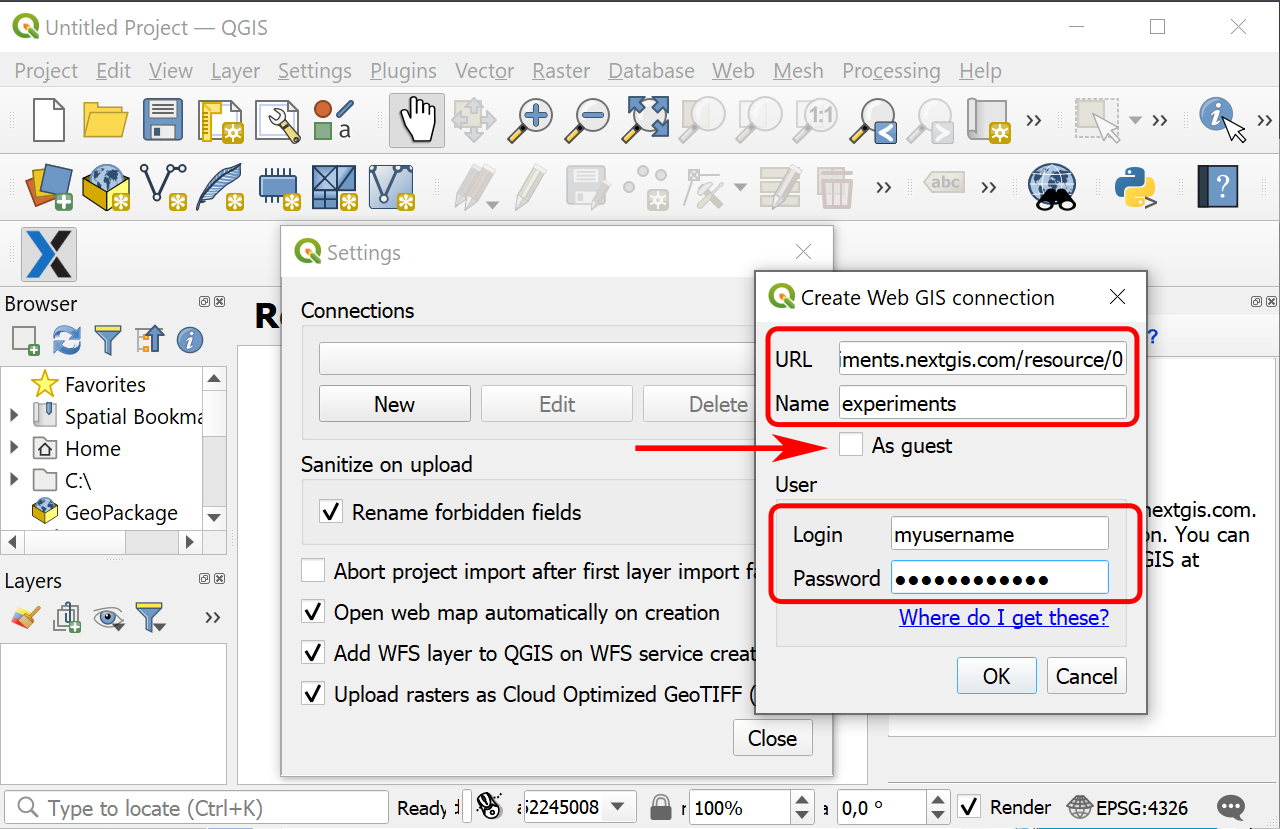 Untitled Project — QGIS
Project Edit View Layer Settings Plugins Vector Raster Database Web Mesh Processing Help
a
1:1
abc
Settings
Create Web GIS connection
Browser
Favorites
Home
C:\
GeoPackage
Layers
Connections
New Edit Delete
Sanitize on upload
Rename forbidden fields
Abort project import after first layer import
Open web map automatically on creation
Add WFS layer to QGIS on WFS service
Upload rasters as Cloud Optimized GeoTIFF (
Close
URL iments.nextgis.com/resource/0
Name experiments
As guest
User
Login myusername
Password ●●●●●●●●●●●●
Where do I get these?
OK Cancel
?
nextgis.com.
on. You can
GIS at
Type to locate (Ctrl+K) Ready 52245008 100% 0,0 ° Render EPSG:4326